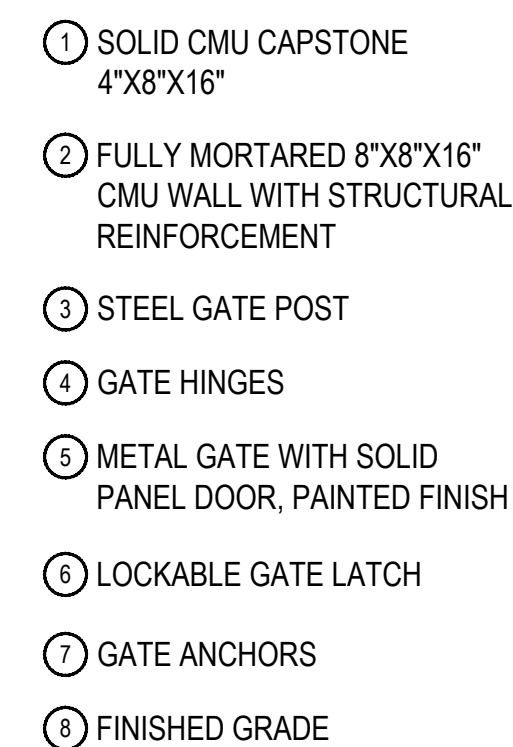 1 SOLID CMU CAPSTONE
4"X8"X16"
2 FULLY MORTARED 8"X8"X16"
CMU WALL WITH STRUCTURAL
REINFORCEMENT
3 STEEL GATE POST
4 GATE HINGES
5 METAL GATE WITH SOLID
PANEL DOOR, PAINTED FINISH
6 LOCKABLE GATE LATCH
7 GATE ANCHORS
8 FINISHED GRADE